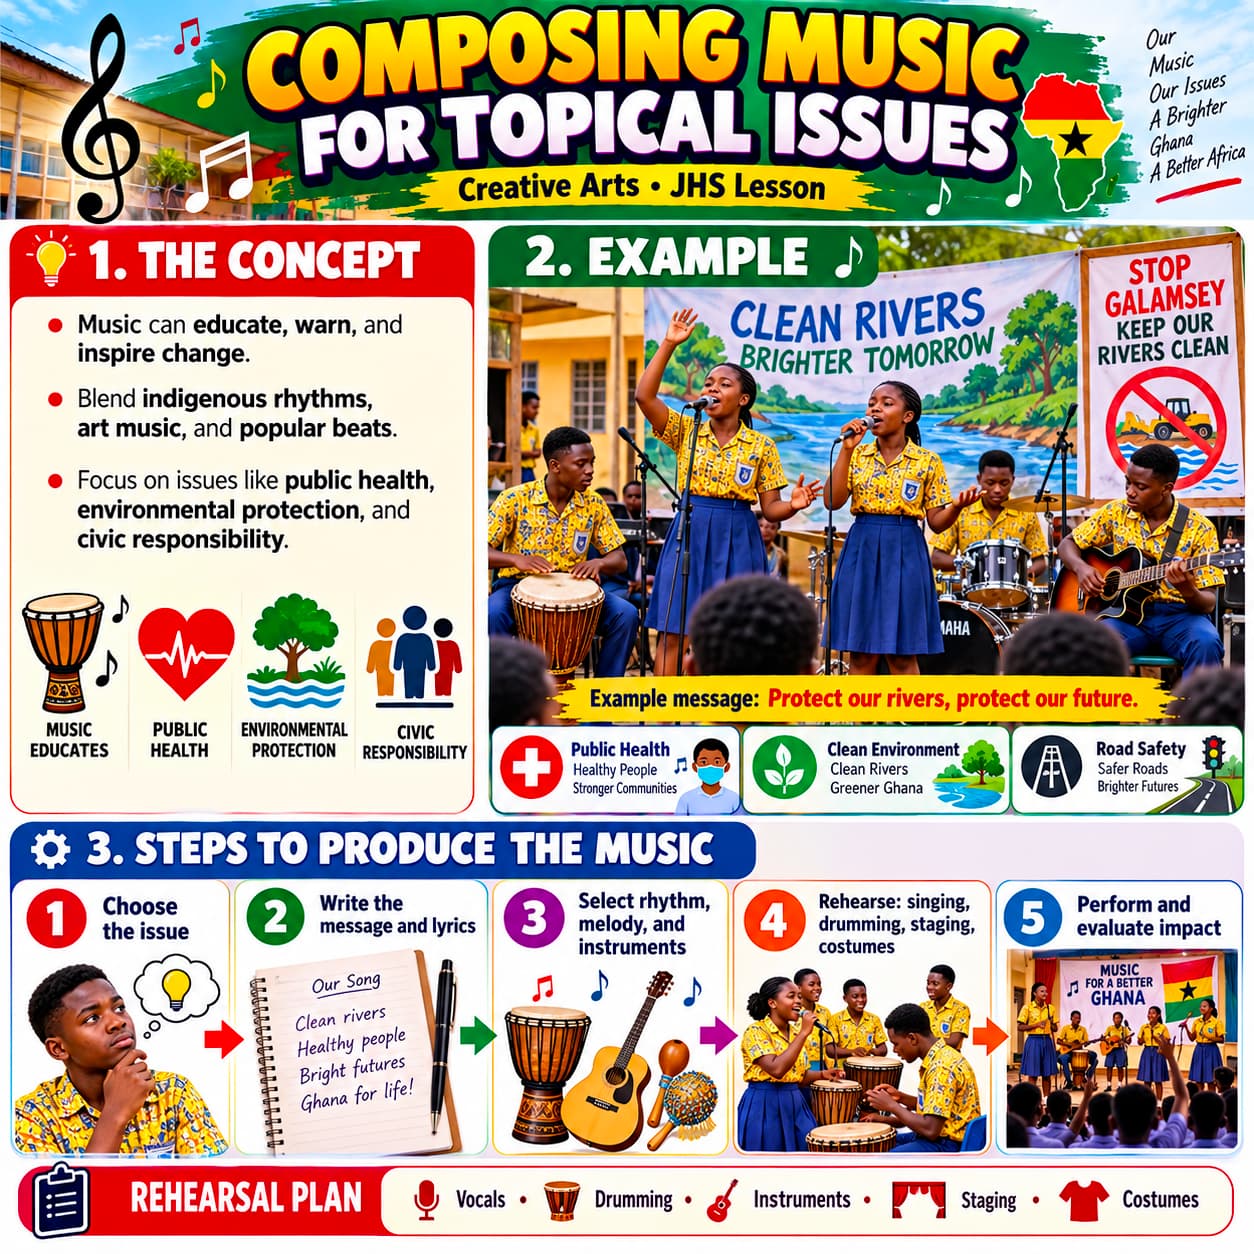 COMPOSING MUSIC
FOR TOPICAL ISSUES
Creative Arts • JHS Lesson
Our
Music
Our Issues
A Brighter
Ghana
A Better Africa
1. THE CONCEPT
• Music can educate, warn, and
inspire change.
• Blend indigenous rhythms,
art music, and popular beats.
• Focus on issues like public health,
environmental protection, and
civic responsibility.
MUSIC
EDUCATES
PUBLIC
HEALTH
ENVIRONMENTAL
PROTECTION
CIVIC
RESPONSIBILITY
2. EXAMPLE
CLEAN RIVERS
BRIGHTER TOMORROW
STOP
GALAMSEY
KEEP OUR
RIVERS CLEAN
MAHA
Example message: Protect our rivers, protect our future.
Public Health
Healthy People
Stronger Communities
Clean Environment
Clean Rivers
Greener Ghana
Road Safety
Safer Roads
Brighter Futures
3. STEPS TO PRODUCE THE MUSIC
1 Choose
the issue
2 Write the
message and lyrics
Our Song
Clean rivers
Healthy people
Bright futures
Ghana for life!
3 Select rhythm,
melody, and
instruments
4 Rehearse: singing,
drumming, staging,
costumes
5 Perform and
evaluate impact
MUSIC
FOR A BETTER
GHANA
REHEARSAL PLAN
Vocals • Drumming • Instruments • Staging • Costumes